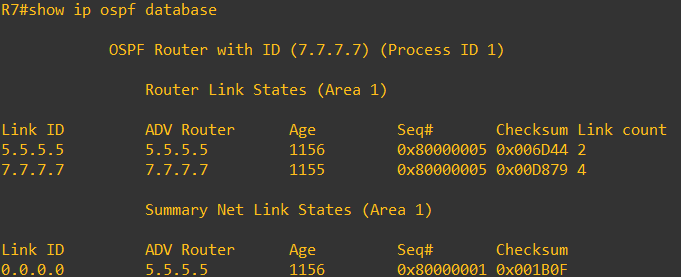 R7#show ip ospf database
OSPF Router with ID (7.7.7.7) (Process ID 1)
Router Link States (Area 1)
Link ID ADV Router Age Seq# Checksum Link count
5.5.5.5 5.5.5.5 1156 0x80000005 0x006D44 2
7.7.7.7 7.7.7.7 1155 0x80000005 0x00D879 4
Summary Net Link States (Area 1)
Link ID ADV Router Age Seq# Checksum
0.0.0.0 5.5.5.5 1156 0x80000001 0x001B0F